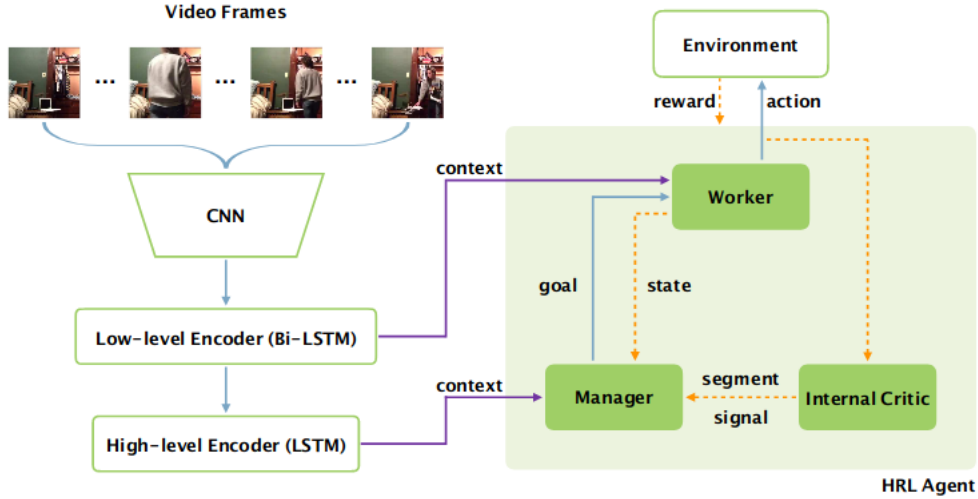 Video Frames
... ... ...
CNN
Low-level Encoder (Bi-LSTM)
High-level Encoder (LSTM)
context
context
Environment
reward
action
Worker
goal
state
Manager
segment
signal
Internal Critic
HRL Agent